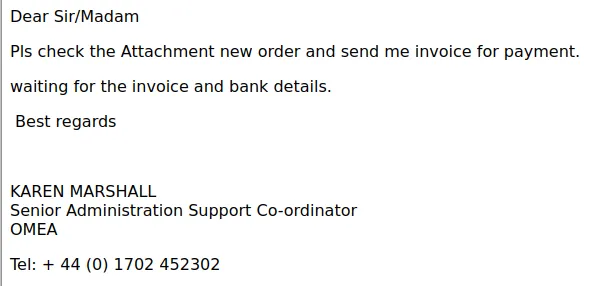 Dear Sir/Madam
Pls check the Attachment new order and send me invoice for payment.
waiting for the invoice and bank details.
Best regards
KAREN MARSHALL
Senior Administration Support Co-ordinator
OMEA
Tel: + 44 (0) 1702 452302